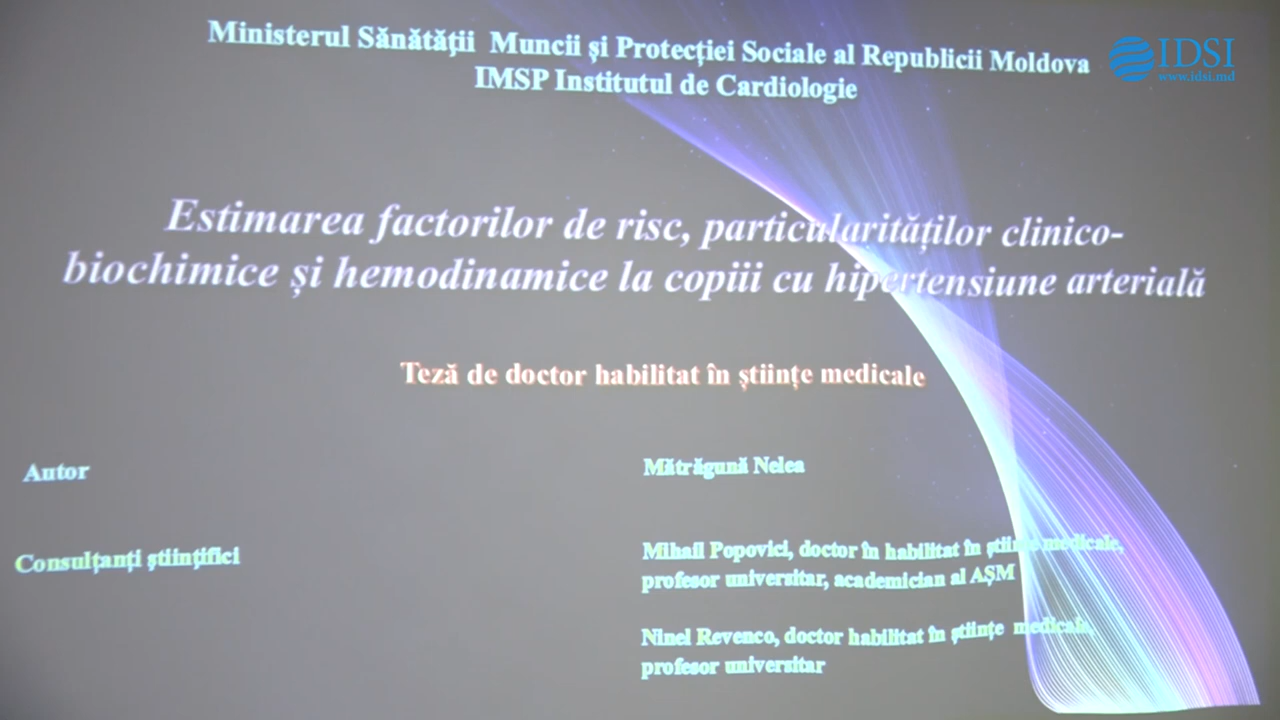 Ministerul Sănătății Muncii și Protecției Sociale al Republicii Moldova
IMSP Institutul de Cardiologie
IDSI
www.idsi.md
Estimarea factorilor de risc, particularităților clinico-
biochimice și hemodinamice la copiii cu hipertensiune arterială
Teză de doctor habilitat în științe medicale
Autor
Mătrăgună Nelea
Consultanți științifici
Mihail Popovici, doctor în habilitat în științe medicale,
profesor universitar, academician al AȘM
Ninel Revenco, doctor habilitat în științe medicale,
profesor universitar